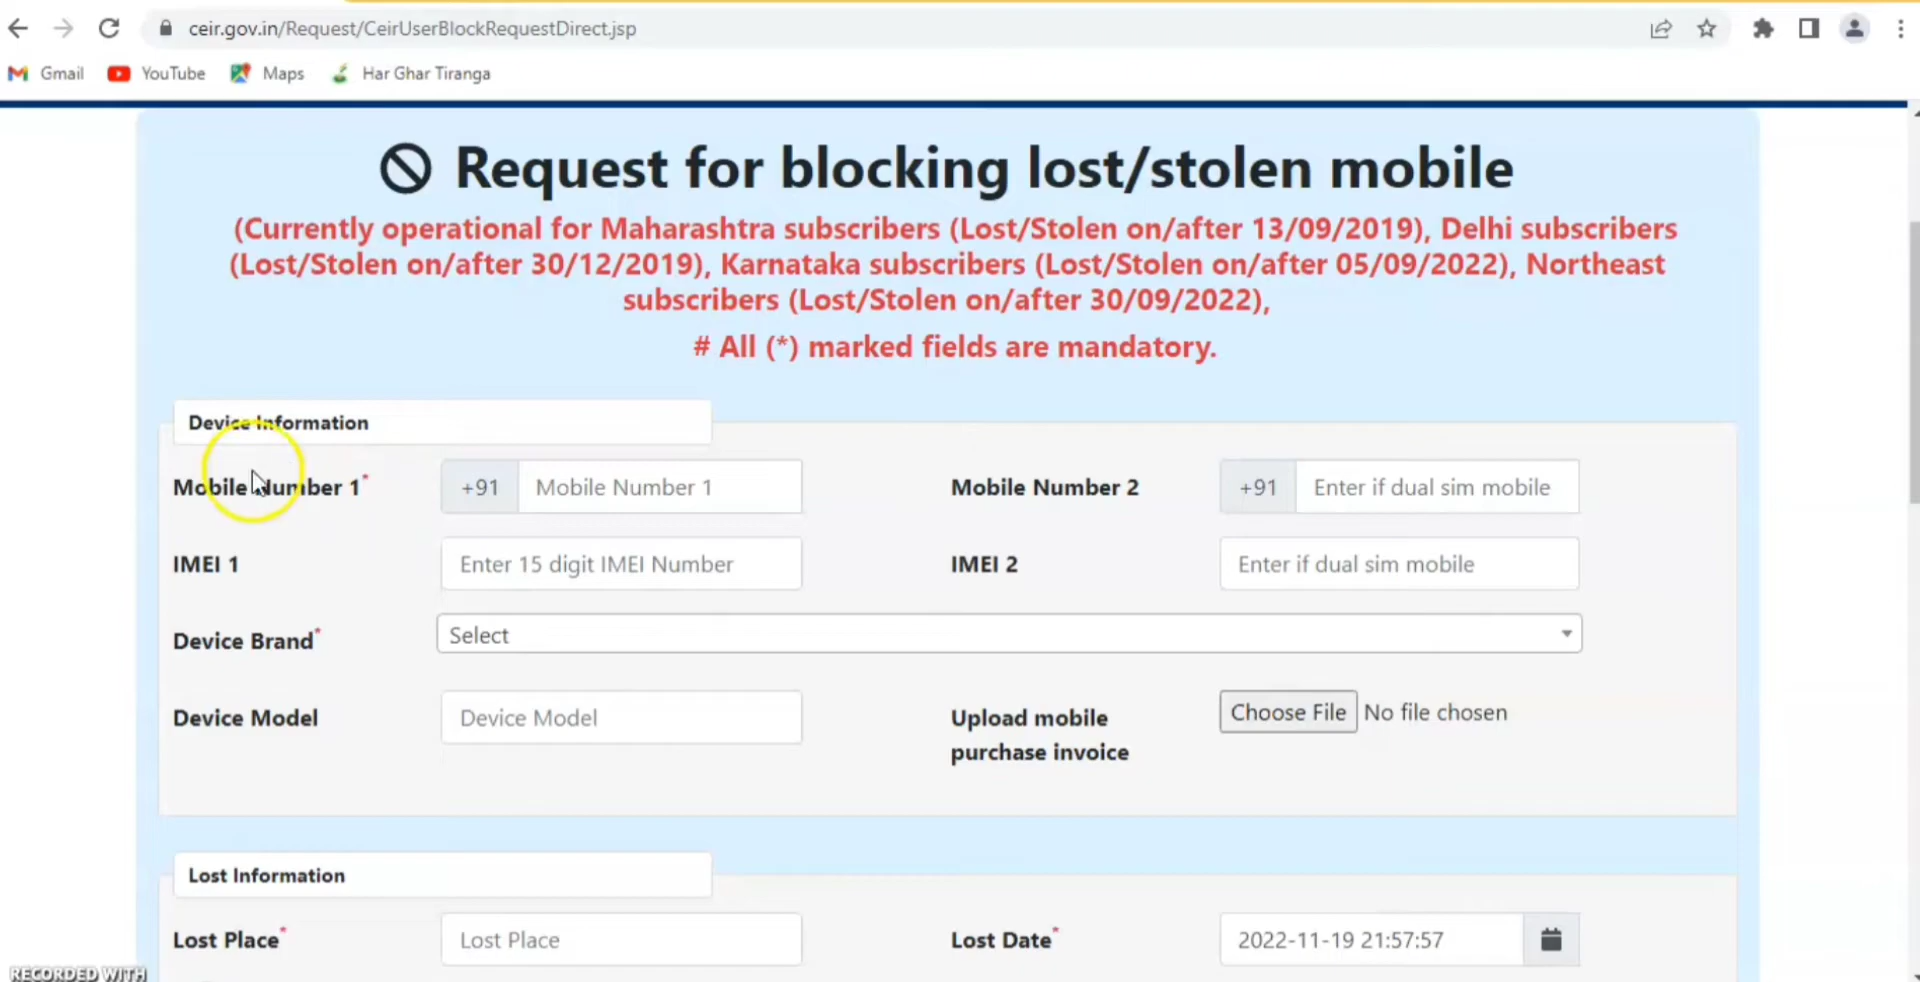 ceir.gov.in/Request/CeirUserBlockRequestDirect.jsp
Gmail YouTube Maps Har Ghar Tiranga
Request for blocking lost/stolen mobile
(Currently operational for Maharashtra subscribers (Lost/Stolen on/after 13/09/2019), Delhi subscribers
(Lost/Stolen on/after 30/12/2019), Karnataka subscribers (Lost/Stolen on/after 05/09/2022), Northeast
subscribers (Lost/Stolen on/after 30/09/2022),
# All (*) marked fields are mandatory.
Device Information
Mobile Number 1* +91 Mobile Number 1 Mobile Number 2 +91 Enter if dual sim mobile
IMEI 1 Enter 15 digit IMEI Number IMEI 2 Enter if dual sim mobile
Device Brand* Select
Device Model Device Model Upload mobile Choose File No file chosen
purchase invoice
Lost Information
Lost Place* Lost Place Lost Date* 2022-11-19 21:57:57
RECORDED WITH